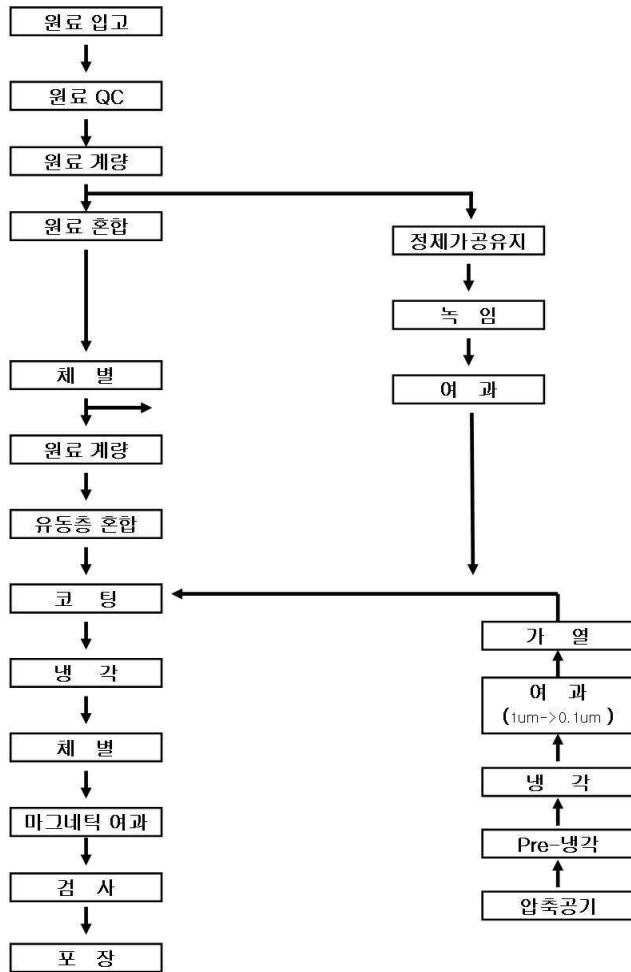 원료 입고
원료 QC
원료 계량
원료 혼합
체 별
원료 계량
유동층 혼합
코 팅
냉 각
체 별
마그네틱 여과
검 사
포 장
정제가공유지
녹 임
여 과
가 열
여 과
(1um->0.1um )
냉 각
Pre-냉각
압축공기